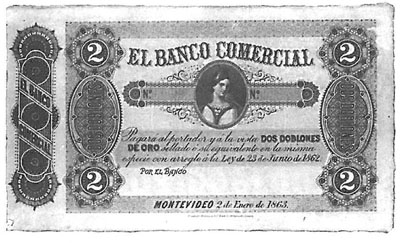 2 EL BANCO COMERCIAL 2
Nº Nº
Pagará al portador y a la vista DOS DOBLONES
DE ORO sellado ó su equivalente en la misma
especie con arreglo á la Ley de 23 de Junio de 1862.
POR EL BANCO
2 2
MONTEVIDEO 2 de Enero de 1863.